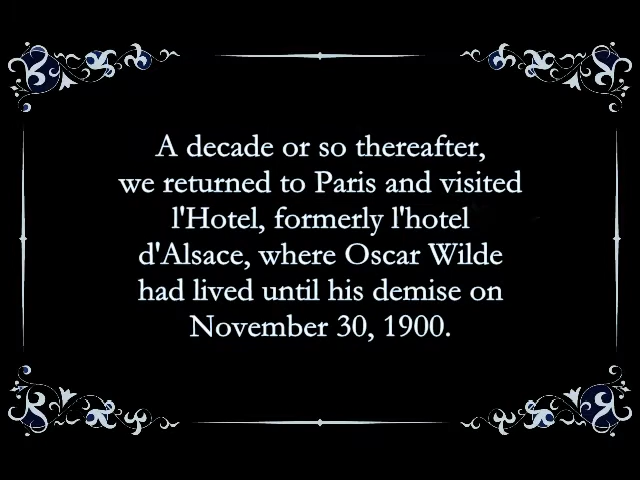 A decade or so thereafter,
we returned to Paris and visited
l'Hotel, formerly l'hotel
d'Alsace, where Oscar Wilde
had lived until his demise on
November 30, 1900.